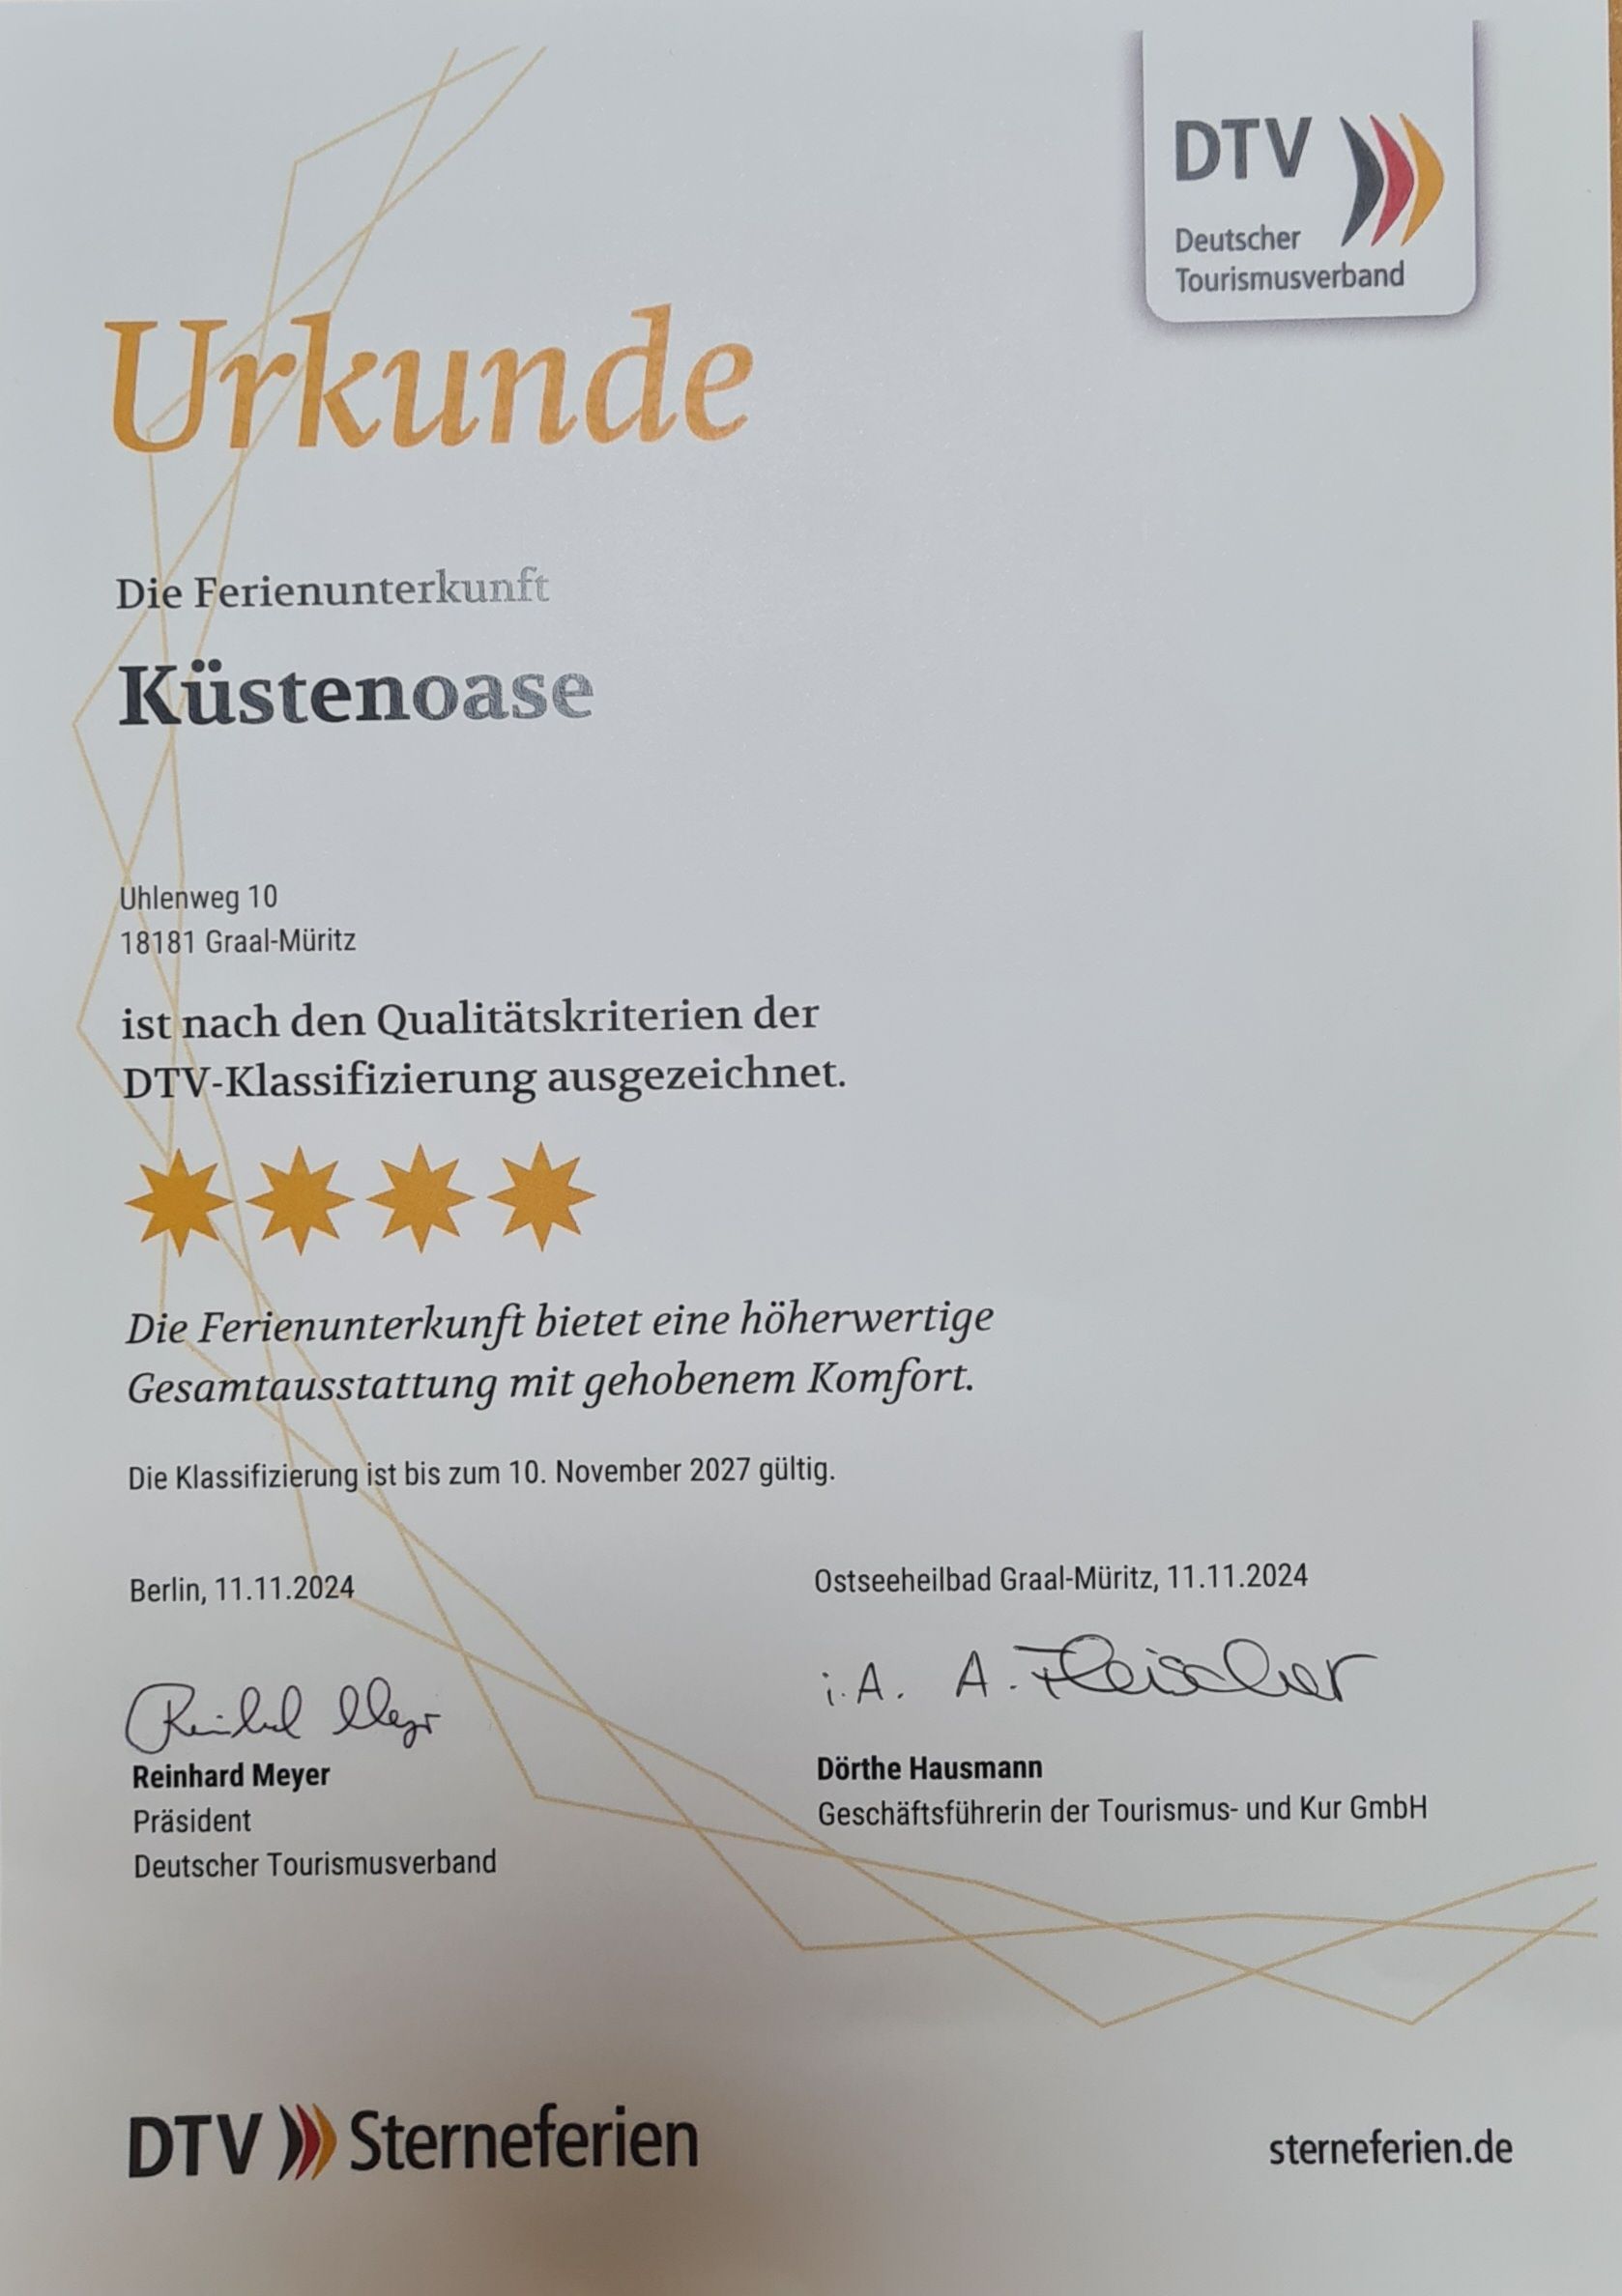 DTV
Deutscher
Tourismusverband
Urkunde
Die Ferienunterkunft
Küstenoase
Uhlenweg 10
18181 Graal-Müritz
ist nach den Qualitätskriterien der
DTV-Klassifizierung ausgezeichnet.
Die Ferienunterkunft bietet eine höherwertige
Gesamtausstattung mit gehobenem Komfort.
Die Klassifizierung ist bis zum 10. November 2027 gültig.
Berlin, 11.11.2024
Reinhard Meyer
Reinhard Meyer
Präsident
Deutscher Tourismusverband
Ostseeheilbad Graal-Müritz, 11.11.2024
i.A. A. Fleischer
Dörthe Hausmann
Geschäftsführerin der Tourismus- und Kur GmbH
DTV Sterneferien
sterneferien.de